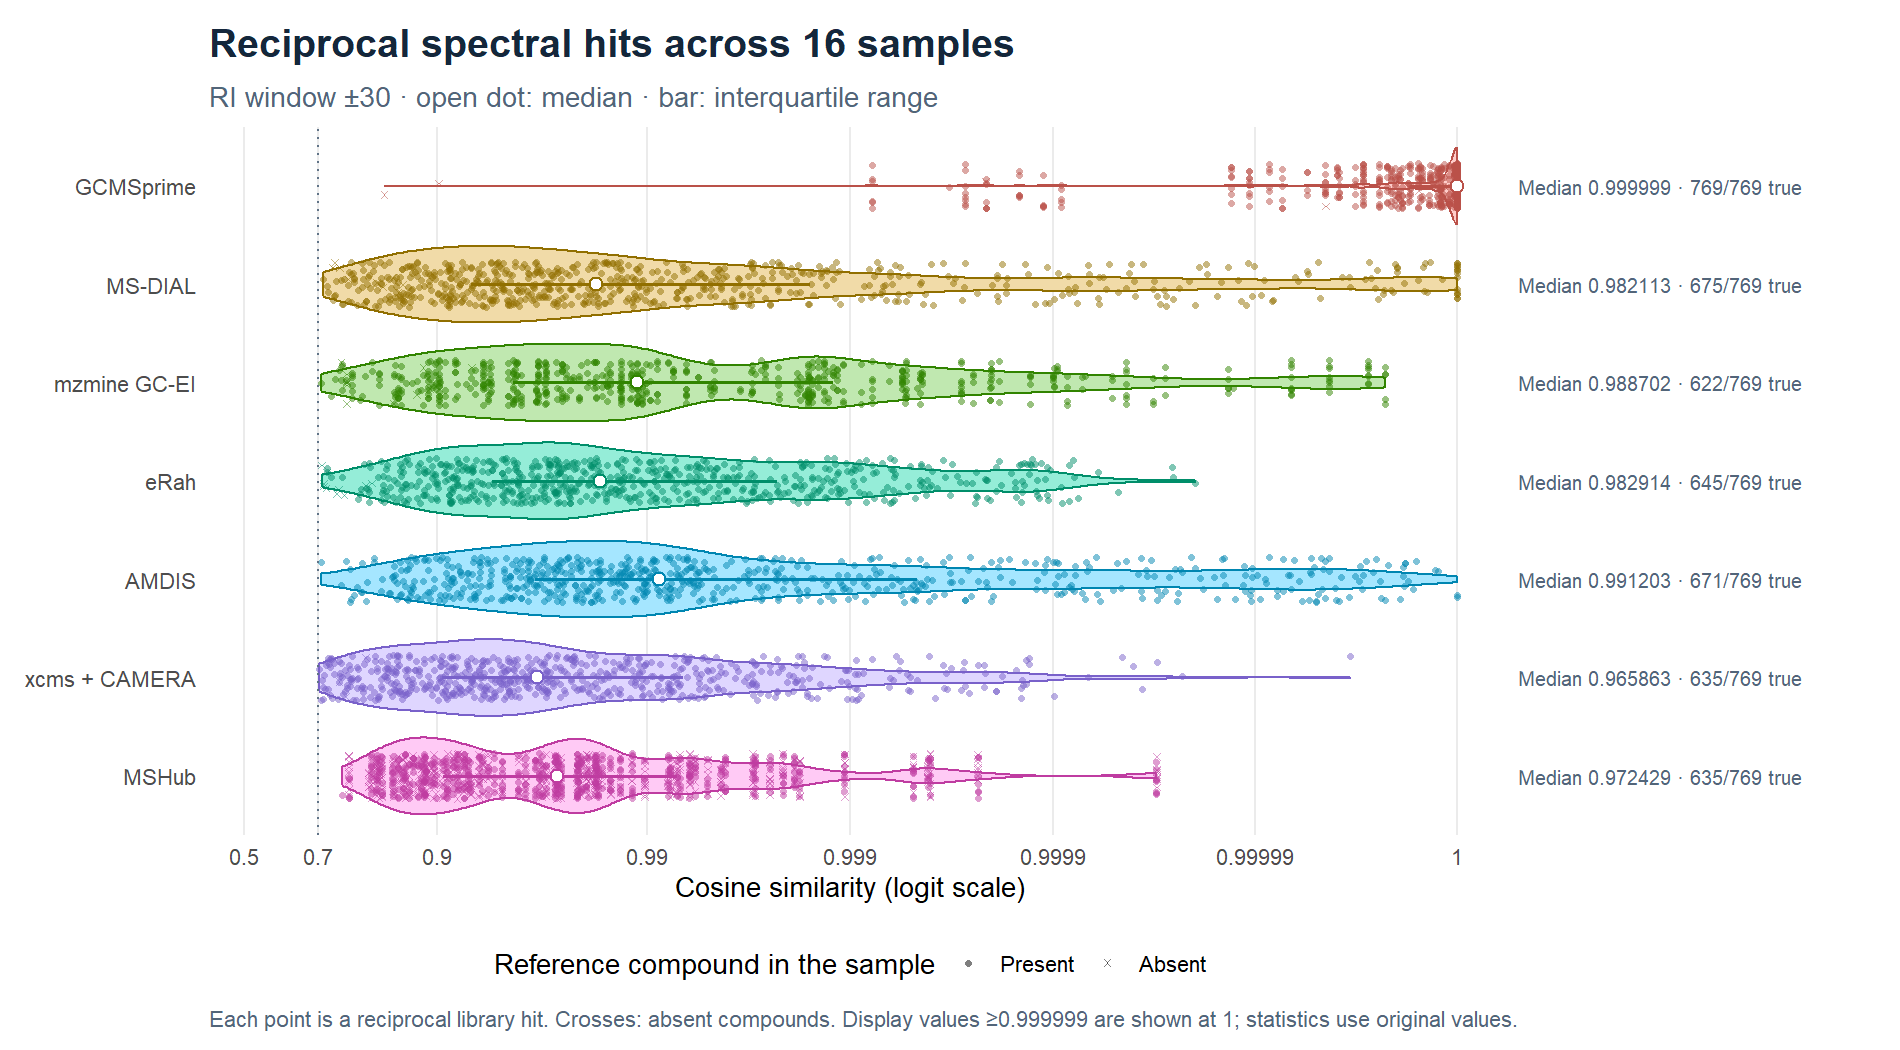 Reciprocal spectral hits across 16 samples
RI window ±30 · open dot: median · bar: interquartile range
GCMSprime
Median 0.999999 · 769/769 true
MS-DIAL
Median 0.982113 · 675/769 true
mzmine GC-EI
Median 0.988702 · 622/769 true
eRah
Median 0.982914 · 645/769 true
AMDIS
Median 0.991203 · 671/769 true
xcms + CAMERA
Median 0.965863 · 635/769 true
MSHub
Median 0.972429 · 635/769 true
0.5 0.7 0.9 0.99 0.999 0.9999 0.99999 1
Cosine similarity (logit scale)
Reference compound in the sample Present Absent
Each point is a reciprocal library hit. Crosses: absent compounds. Display values ≥0.999999 are shown at 1; statistics use original values.